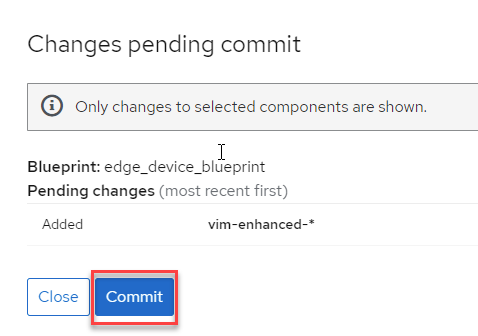 Changes pending commit
Only changes to selected components are shown.
Blueprint: edge_device_blueprint
Pending changes (most recent first)
Added vim-enhanced-*
Close Commit